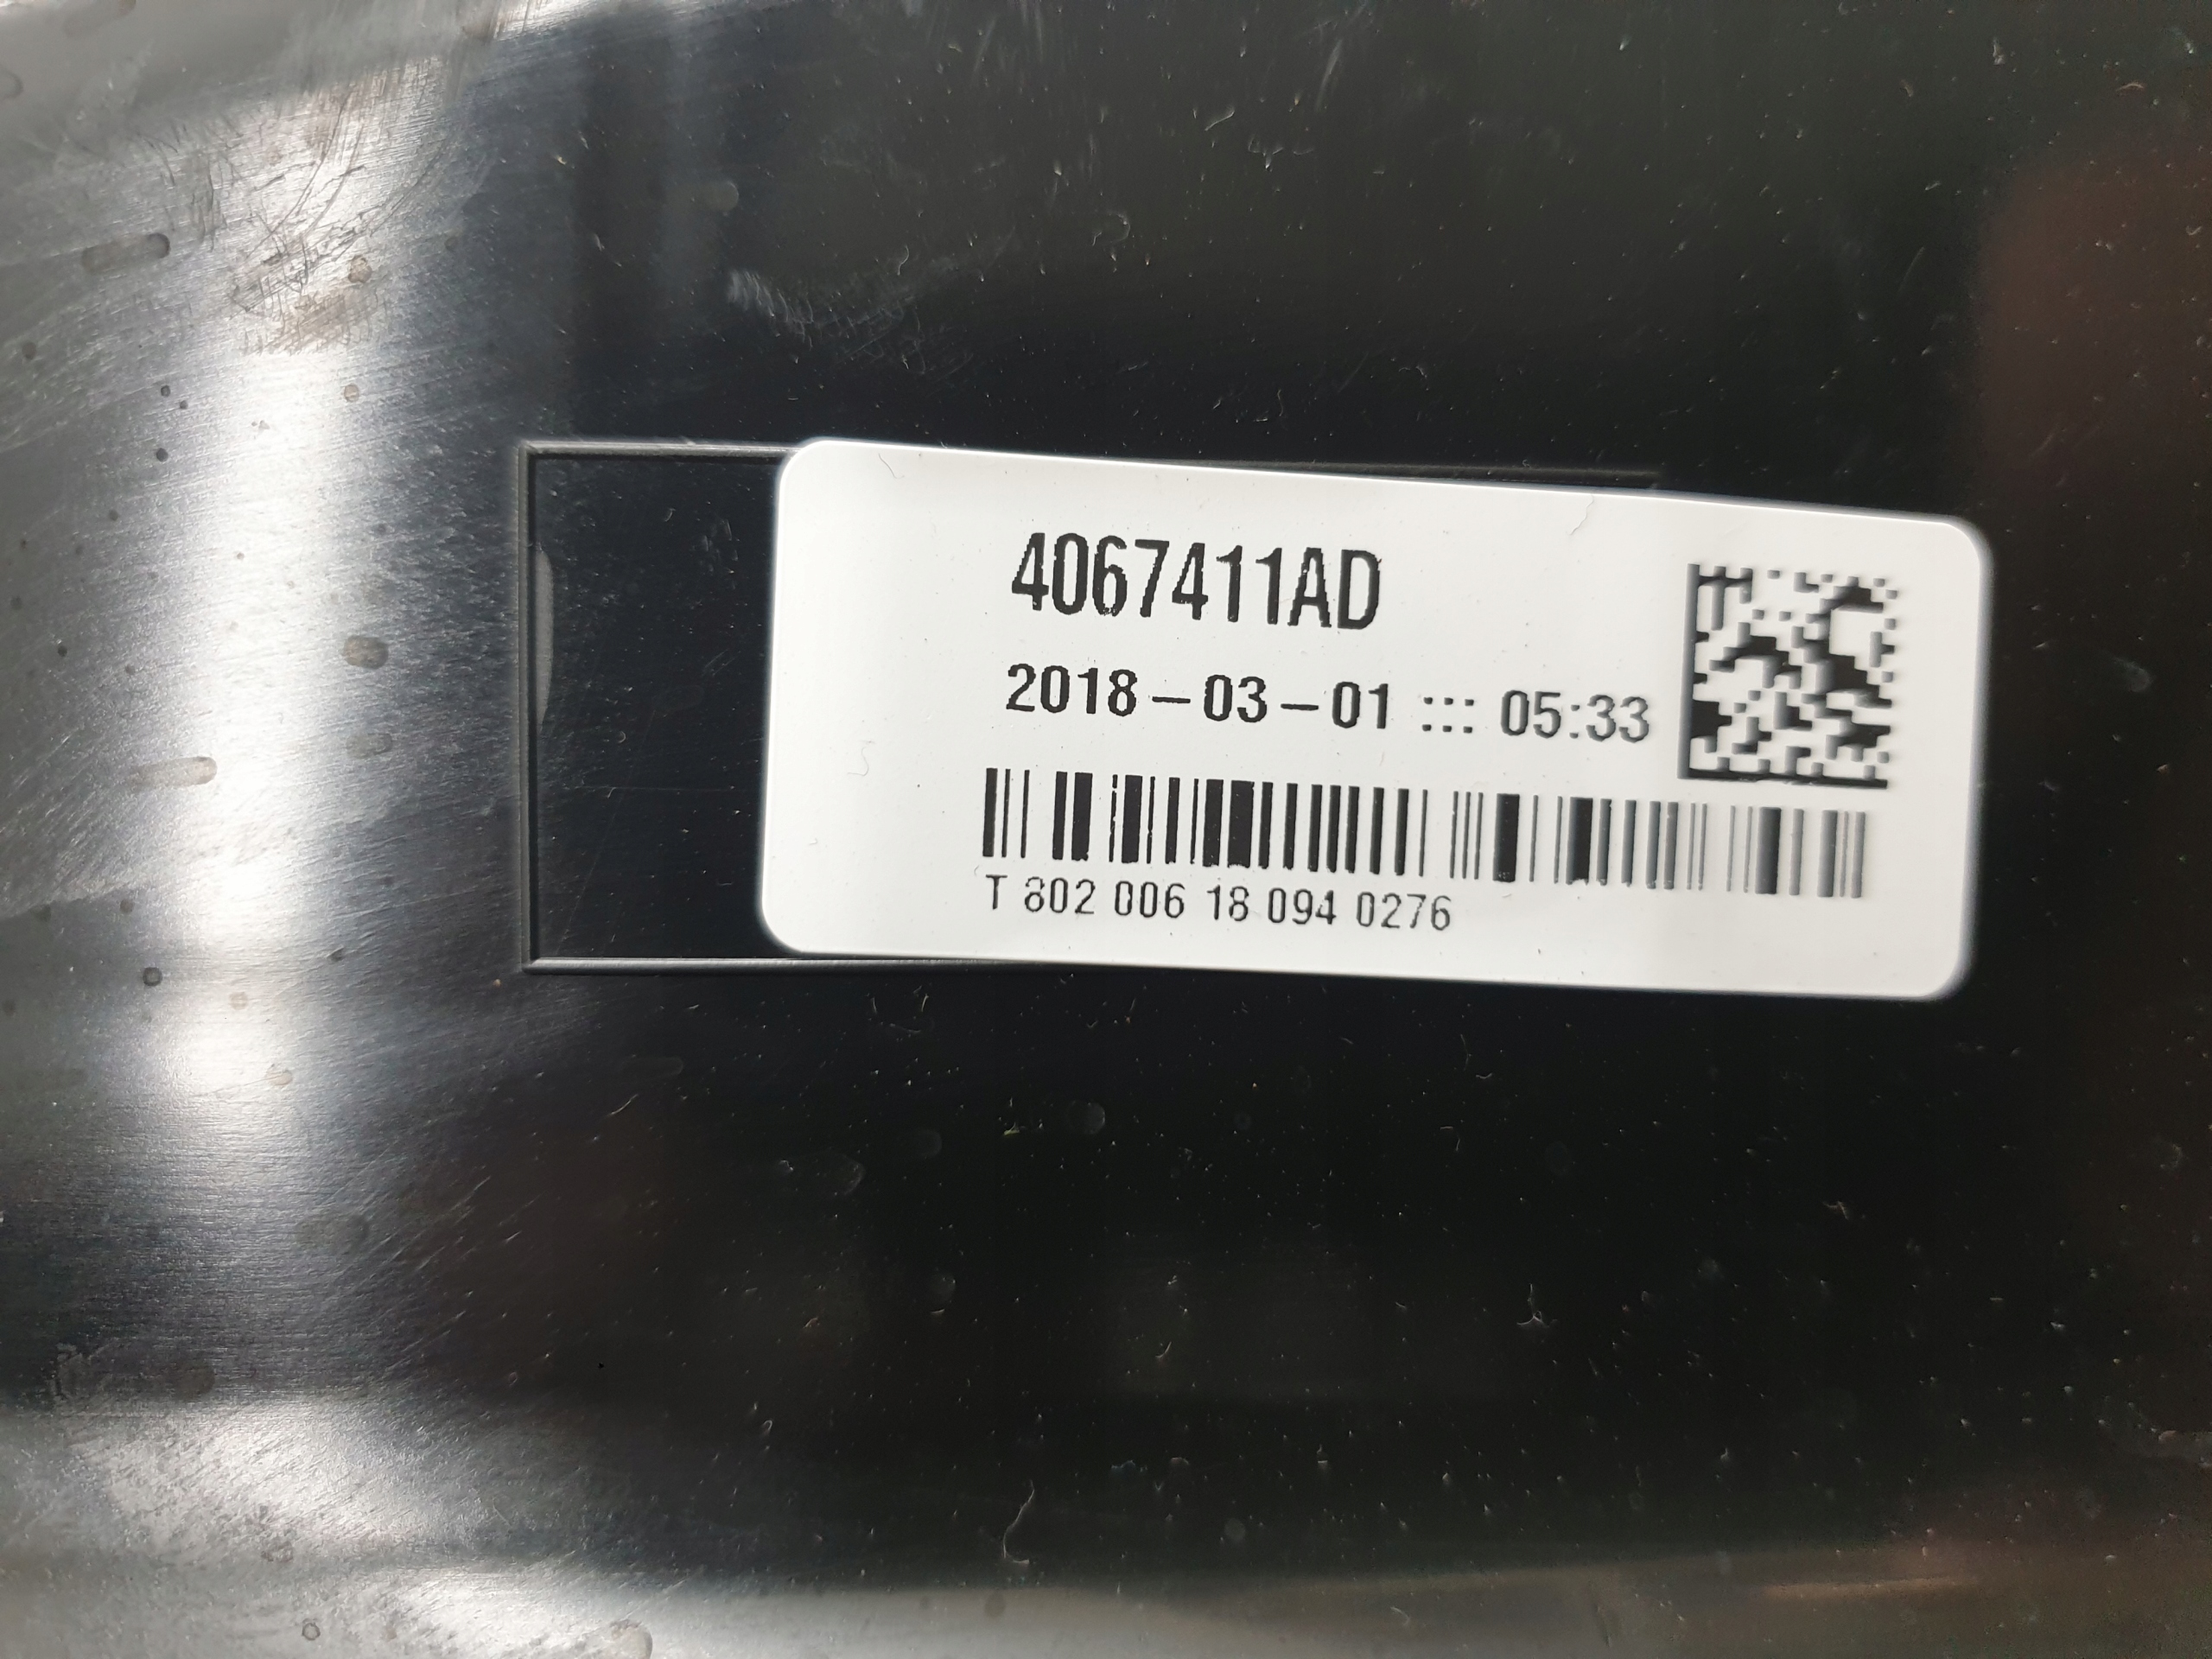 4067411AD
2018-03-01 ::: 05:33
T 802 006 18 094 0276